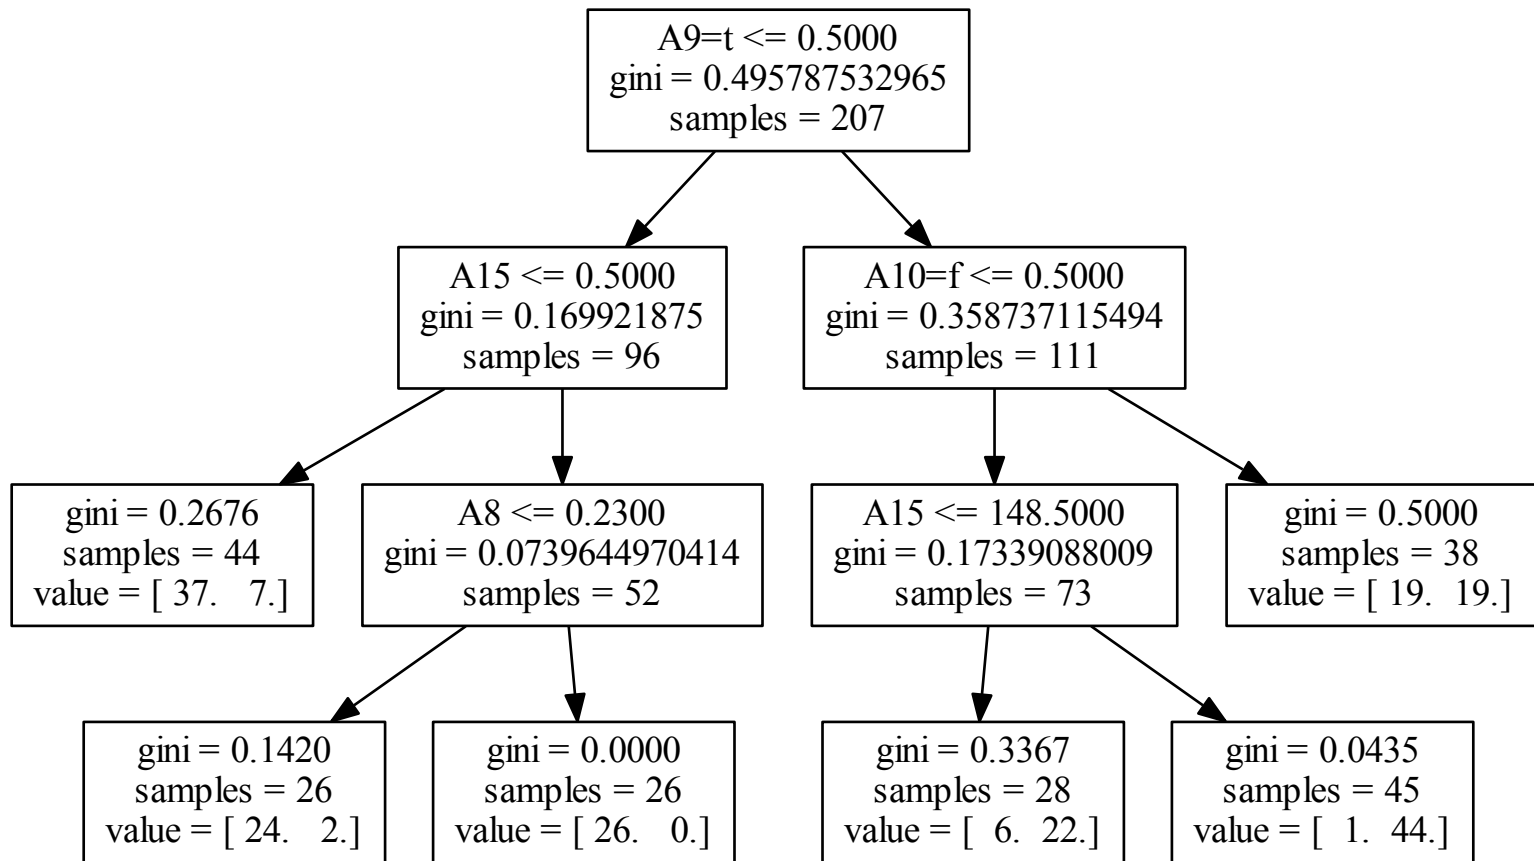 A9=t <= 0.5000
gini = 0.495787532965
samples = 207
A15 <= 0.5000
gini = 0.169921875
samples = 96
A10=f <= 0.5000
gini = 0.358737115494
samples = 111
gini = 0.2676
samples = 44
value = [ 37.   7.]
A8 <= 0.2300
gini = 0.0739644970414
samples = 52
A15 <= 148.5000
gini = 0.17339088009
samples = 73
gini = 0.5000
samples = 38
value = [ 19.  19.]
gini = 0.1420
samples = 26
value = [ 24.   2.]
gini = 0.0000
samples = 26
value = [ 26.   0.]
gini = 0.3367
samples = 28
value = [  6.  22.]
gini = 0.0435
samples = 45
value = [  1.  44.]